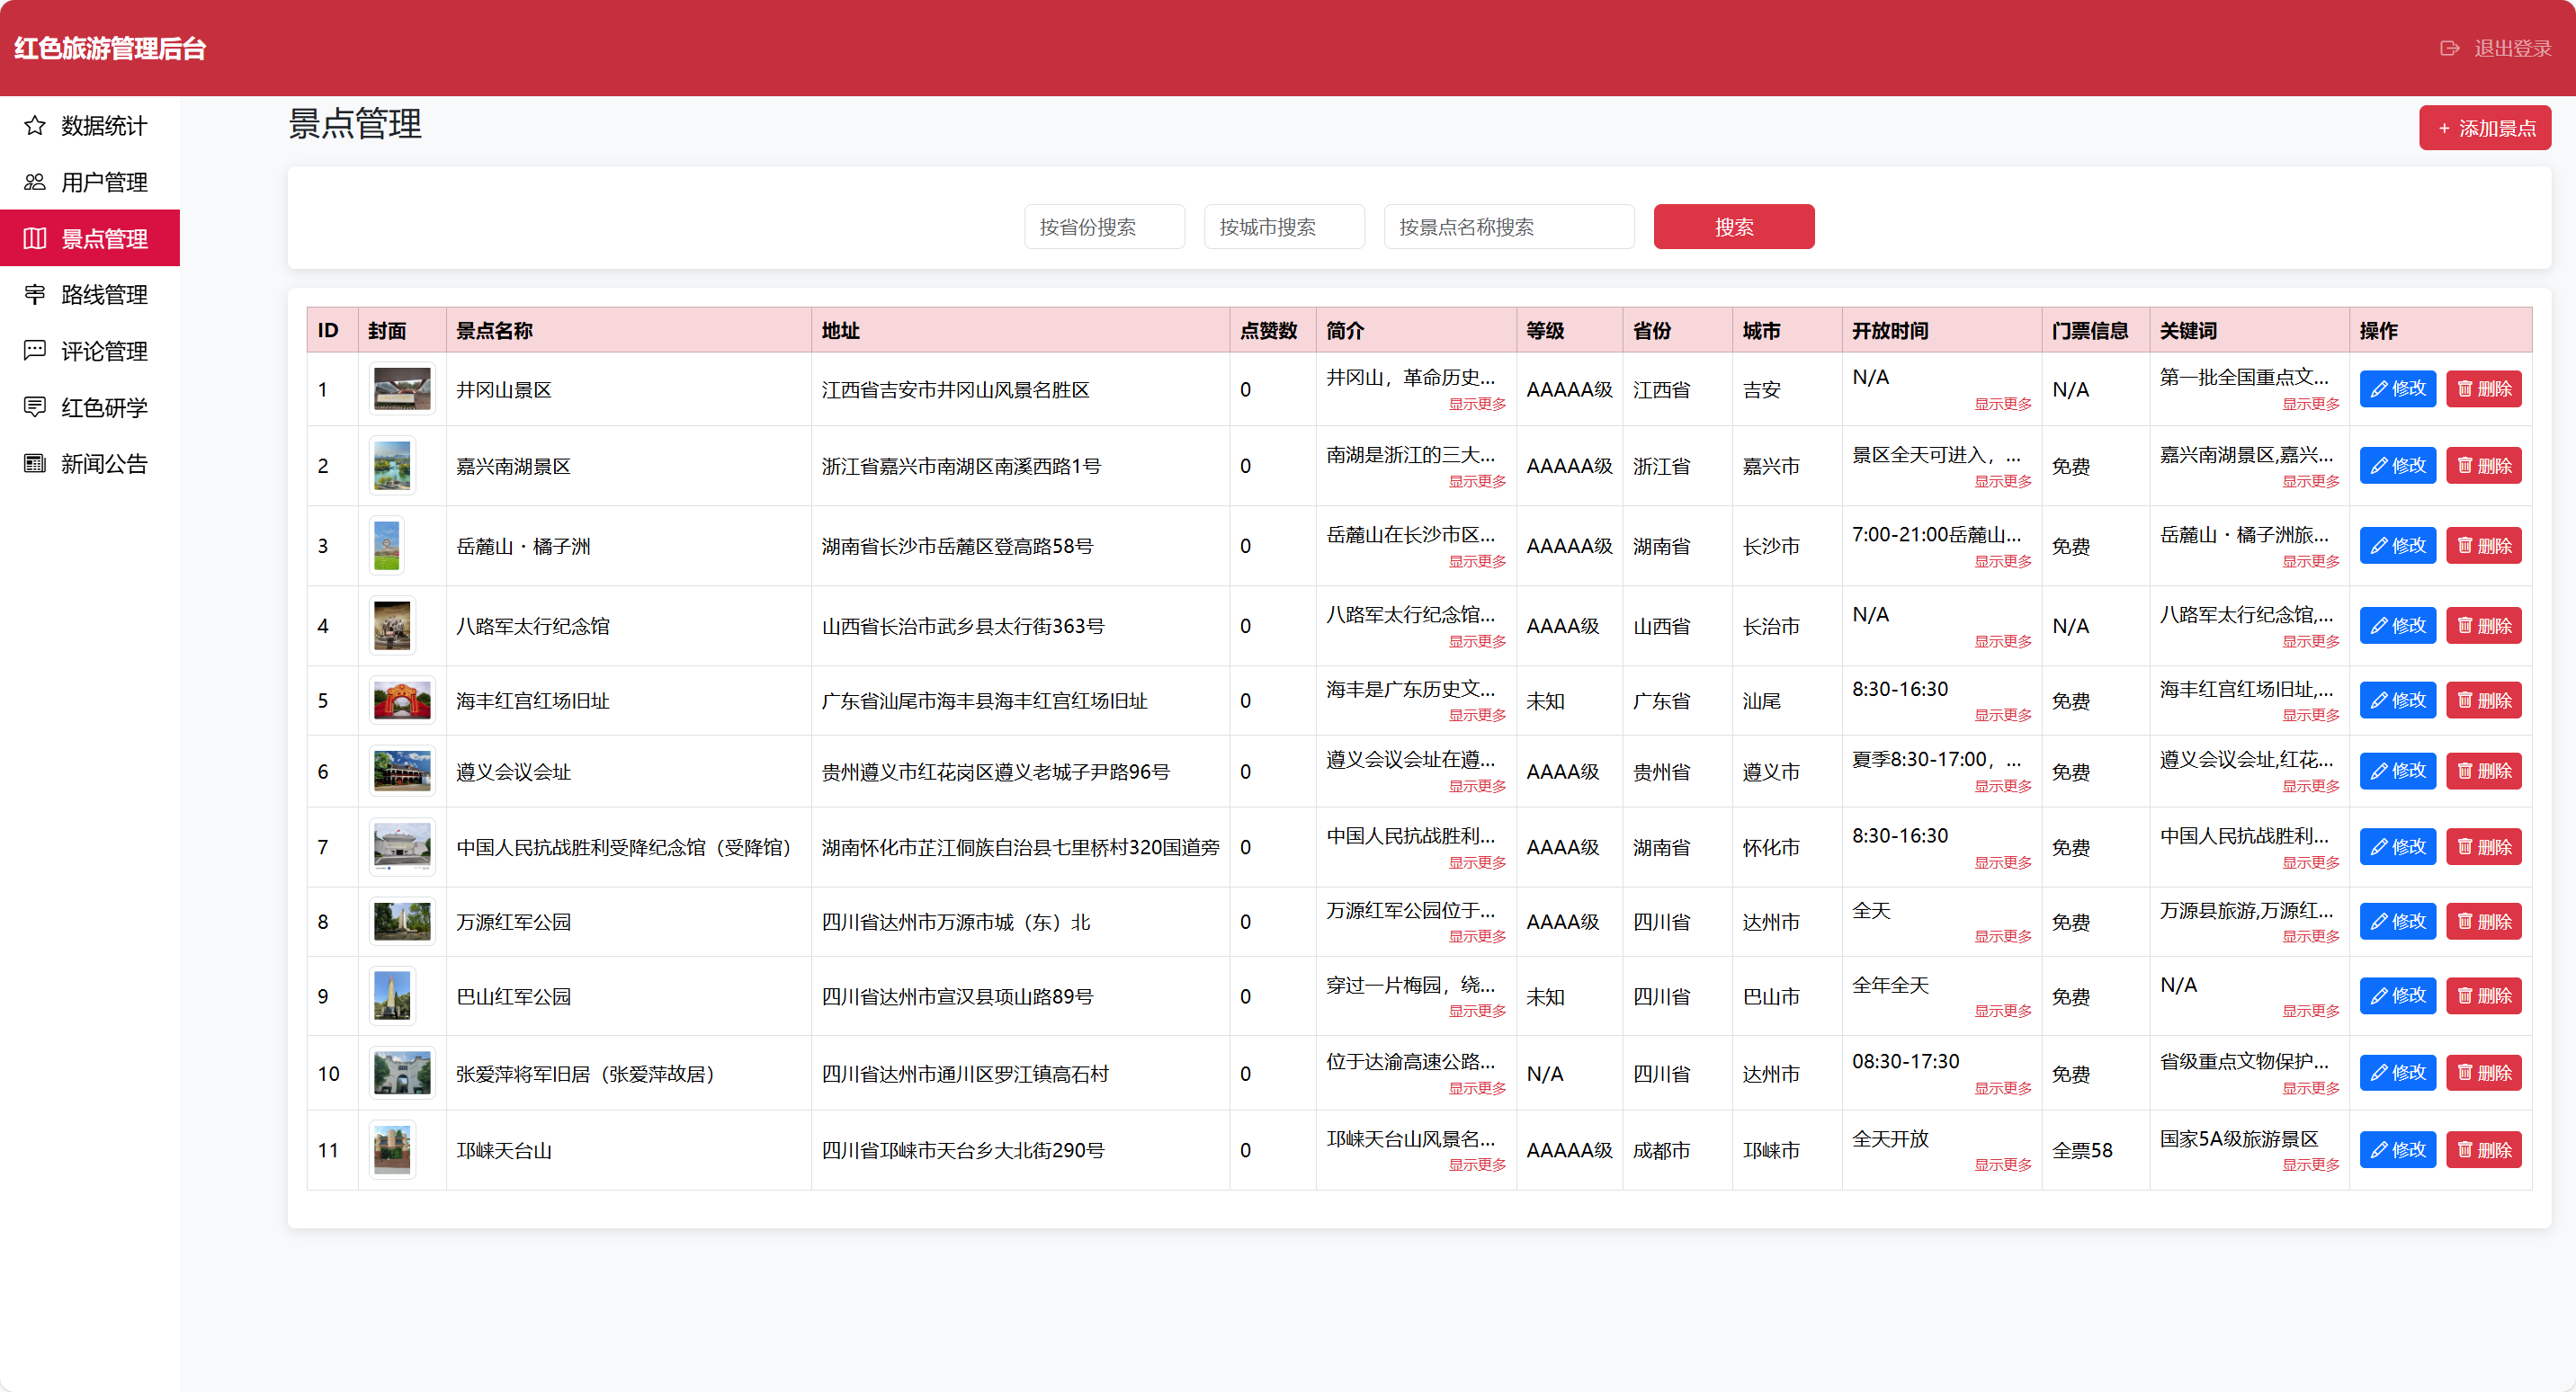 红色旅游管理后台
退出登录
数据统计
用户管理
景点管理
路线管理
评论管理
红色研学
新闻公告
景点管理
+ 添加景点
按省份搜索 按城市搜索 按景点名称搜索 搜索
ID 封面 景点名称 地址 点赞数 简介 等级 省份 城市 开放时间 门票信息 关键词 操作
1 井冈山景区 江西省吉安市井冈山风景名胜区 0 井冈山，革命历史... 显示更多 AAAAA级 江西省 吉安 N/A 显示更多 N/A 第一批全国重点文... 显示更多 修改 删除
2 嘉兴南湖景区 浙江省嘉兴市南湖区南溪西路1号 0 南湖是浙江的三大... 显示更多 AAAAA级 浙江省 嘉兴市 景区全天可进入，... 显示更多 免费 嘉兴南湖景区,嘉兴... 显示更多 修改 删除
3 岳麓山·橘子洲 湖南省长沙市岳麓区登高路58号 0 岳麓山在长沙市区... 显示更多 AAAAA级 湖南省 长沙市 7:00-21:00岳麓山... 显示更多 免费 岳麓山·橘子洲旅... 显示更多 修改 删除
4 八路军太行纪念馆 山西省长治市武乡县太行街363号 0 八路军太行纪念馆... 显示更多 AAAA级 山西省 长治市 N/A 显示更多 N/A 八路军太行纪念馆,... 显示更多 修改 删除
5 海丰红宫红场旧址 广东省汕尾市海丰县海丰红宫红场旧址 0 海丰是广东历史文... 显示更多 未知 广东省 汕尾 8:30-16:30 显示更多 免费 海丰红宫红场旧址,... 显示更多 修改 删除
6 遵义会议会址 贵州遵义市红花岗区遵义老城子尹路96号 0 遵义会议会址在遵... 显示更多 AAAA级 贵州省 遵义市 夏季8:30-17:00，... 显示更多 免费 遵义会议会址,红花... 显示更多 修改 删除
7 中国人民抗战胜利受降纪念馆（受降馆） 湖南怀化市芷江侗族自治县七里桥村320国道旁 0 中国人民抗战胜利... 显示更多 AAAA级 湖南省 怀化市 8:30-16:30 显示更多 免费 中国人民抗战胜利... 显示更多 修改 删除
8 万源红军公园 四川省达州市万源市城（东）北 0 万源红军公园位于... 显示更多 AAAA级 四川省 达州市 全天 显示更多 免费 万源县旅游,万源红... 显示更多 修改 删除
9 巴山红军公园 四川省达州市宣汉县项山路89号 0 穿过一片梅园，绕... 显示更多 未知 四川省 巴山市 全年全天 显示更多 免费 N/A 显示更多 修改 删除
10 张爱萍将军旧居（张爱萍故居） 四川省达州市通川区罗江镇高石村 0 位于达渝高速公路... 显示更多 N/A 四川省 达州市 08:30-17:30 显示更多 免费 省级重点文物保护... 显示更多 修改 删除
11 邛崃天台山 四川省邛崃市天台乡大北街290号 0 邛崃天台山风景名... 显示更多 AAAAA级 成都市 邛崃市 全天开放 显示更多 全票58 国家5A级旅游景区 显示更多 修改 删除